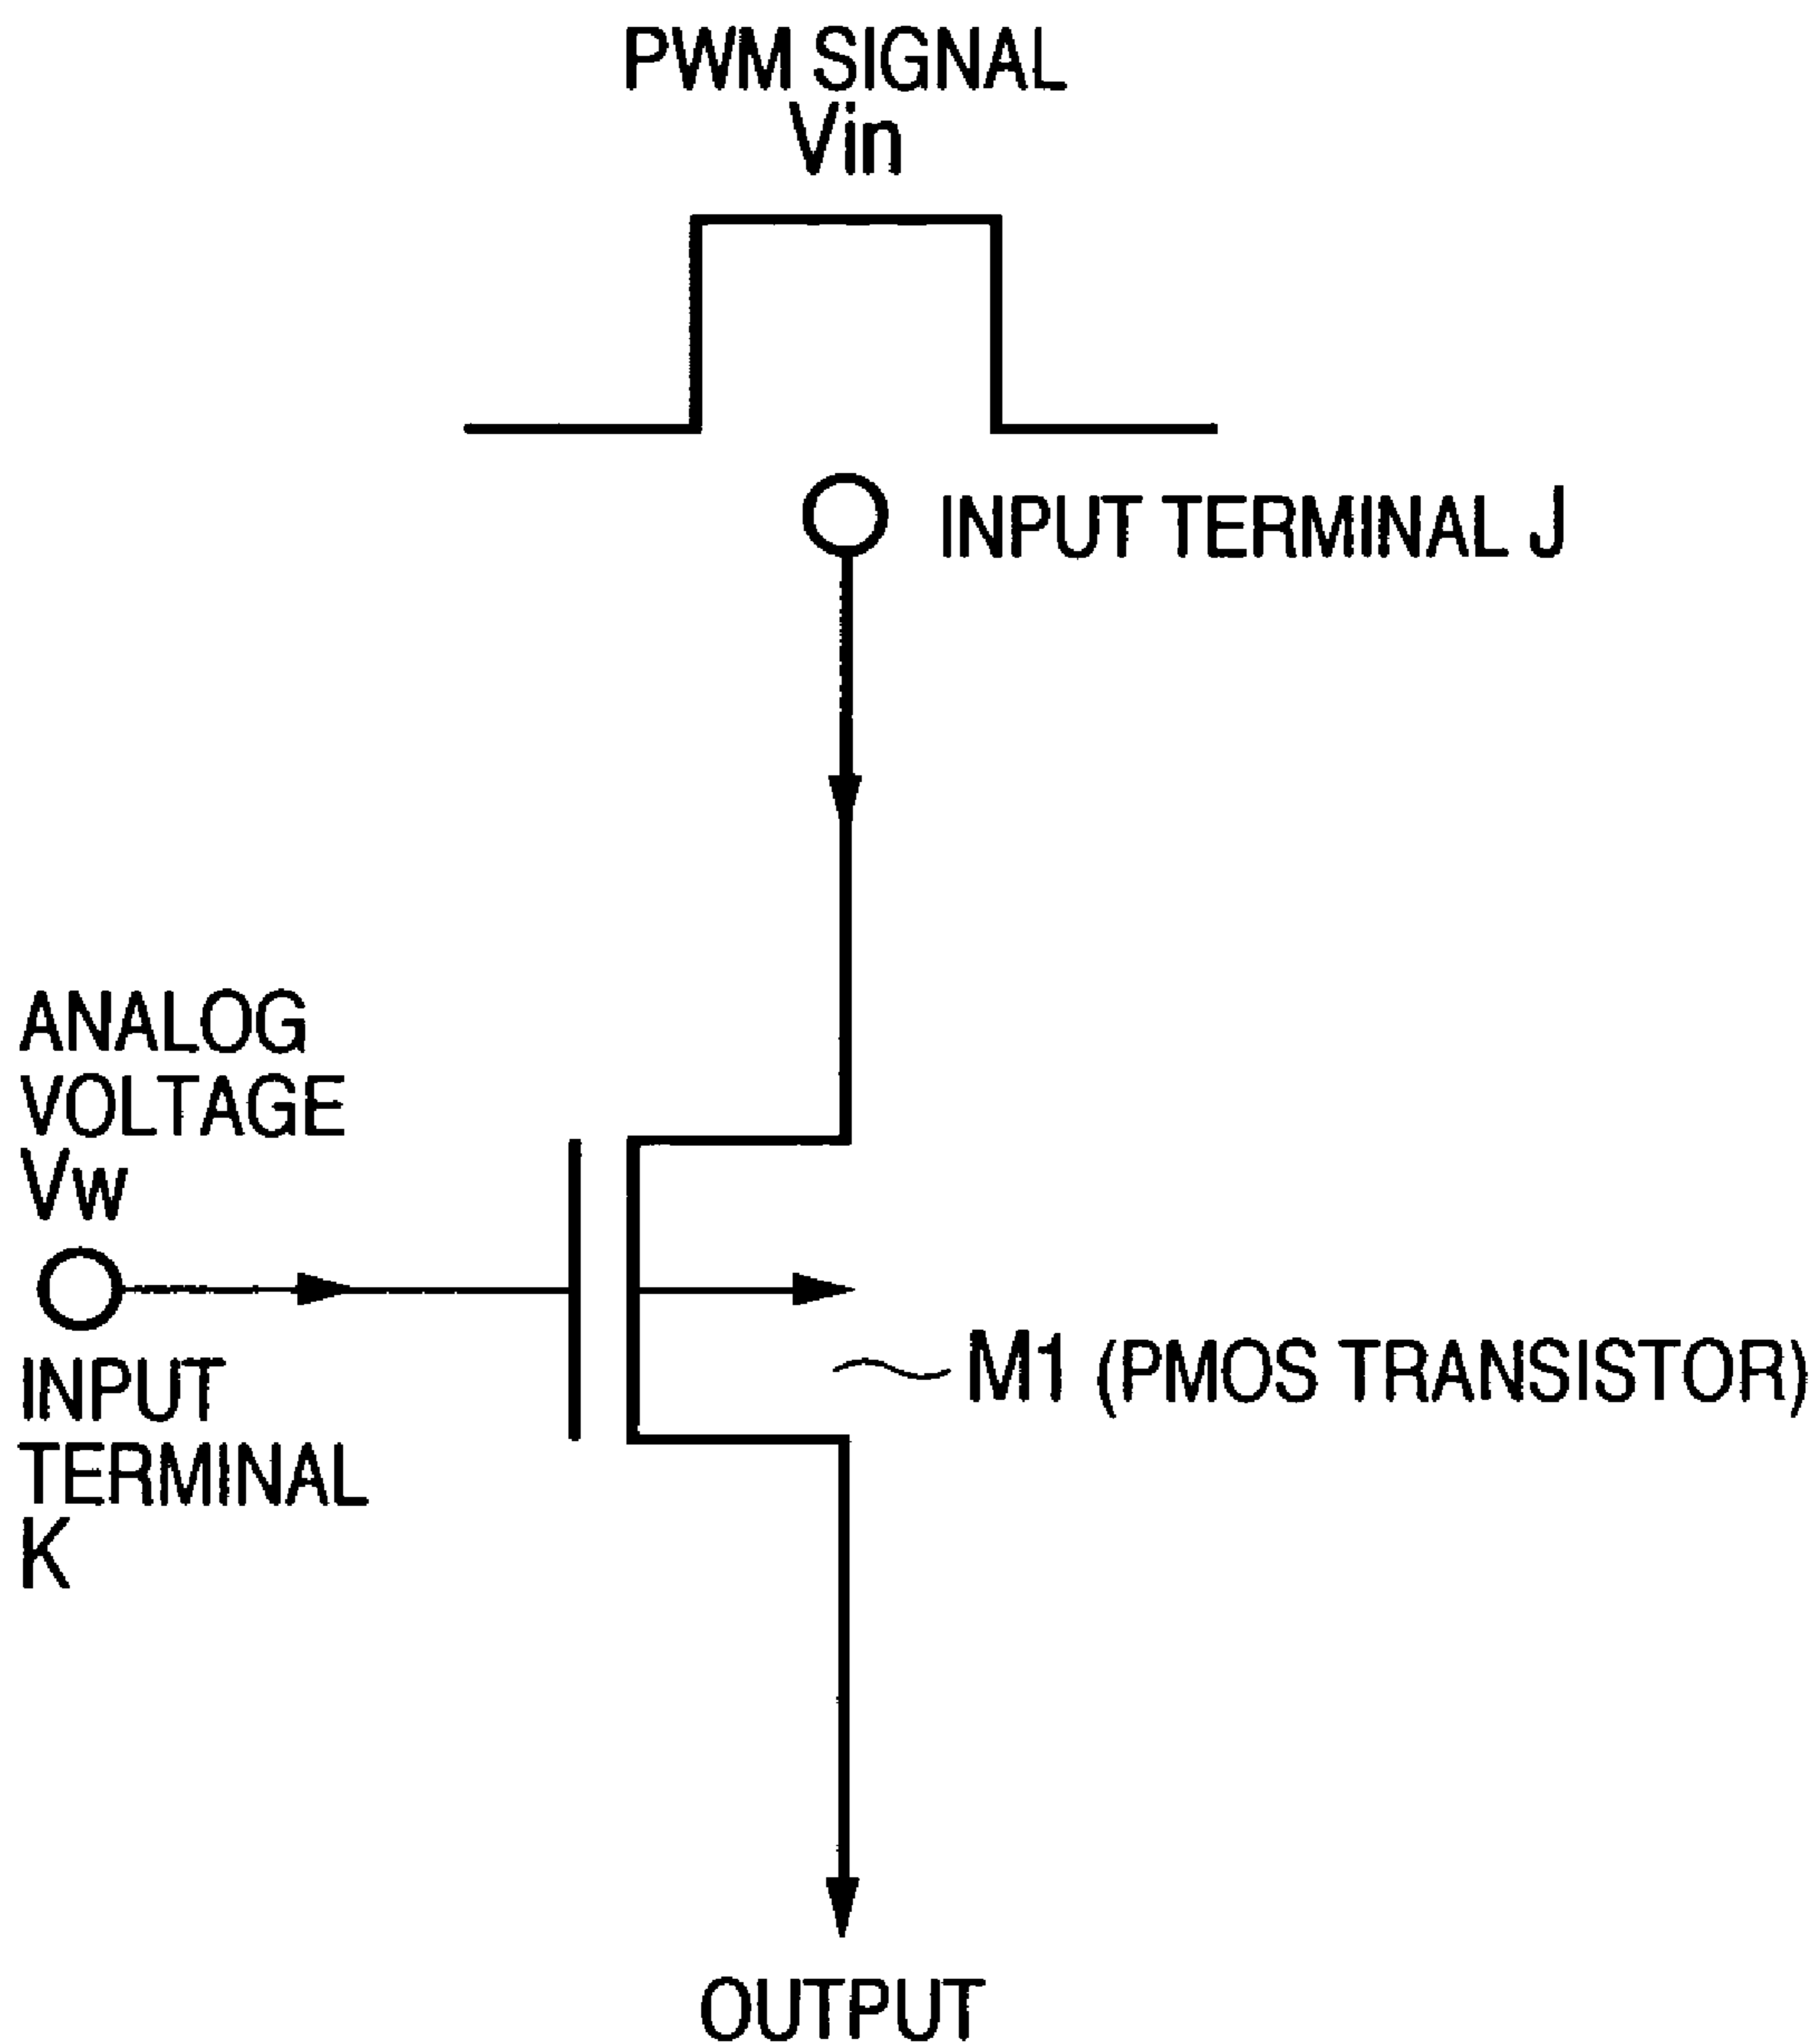 PWM SIGNAL
Vin
INPUT TERMINAL J
ANALOG
VOLTAGE
Vw
INPUT
TERMINAL
K
M1 (PMOS TRANSISTOR)
OUTPUT